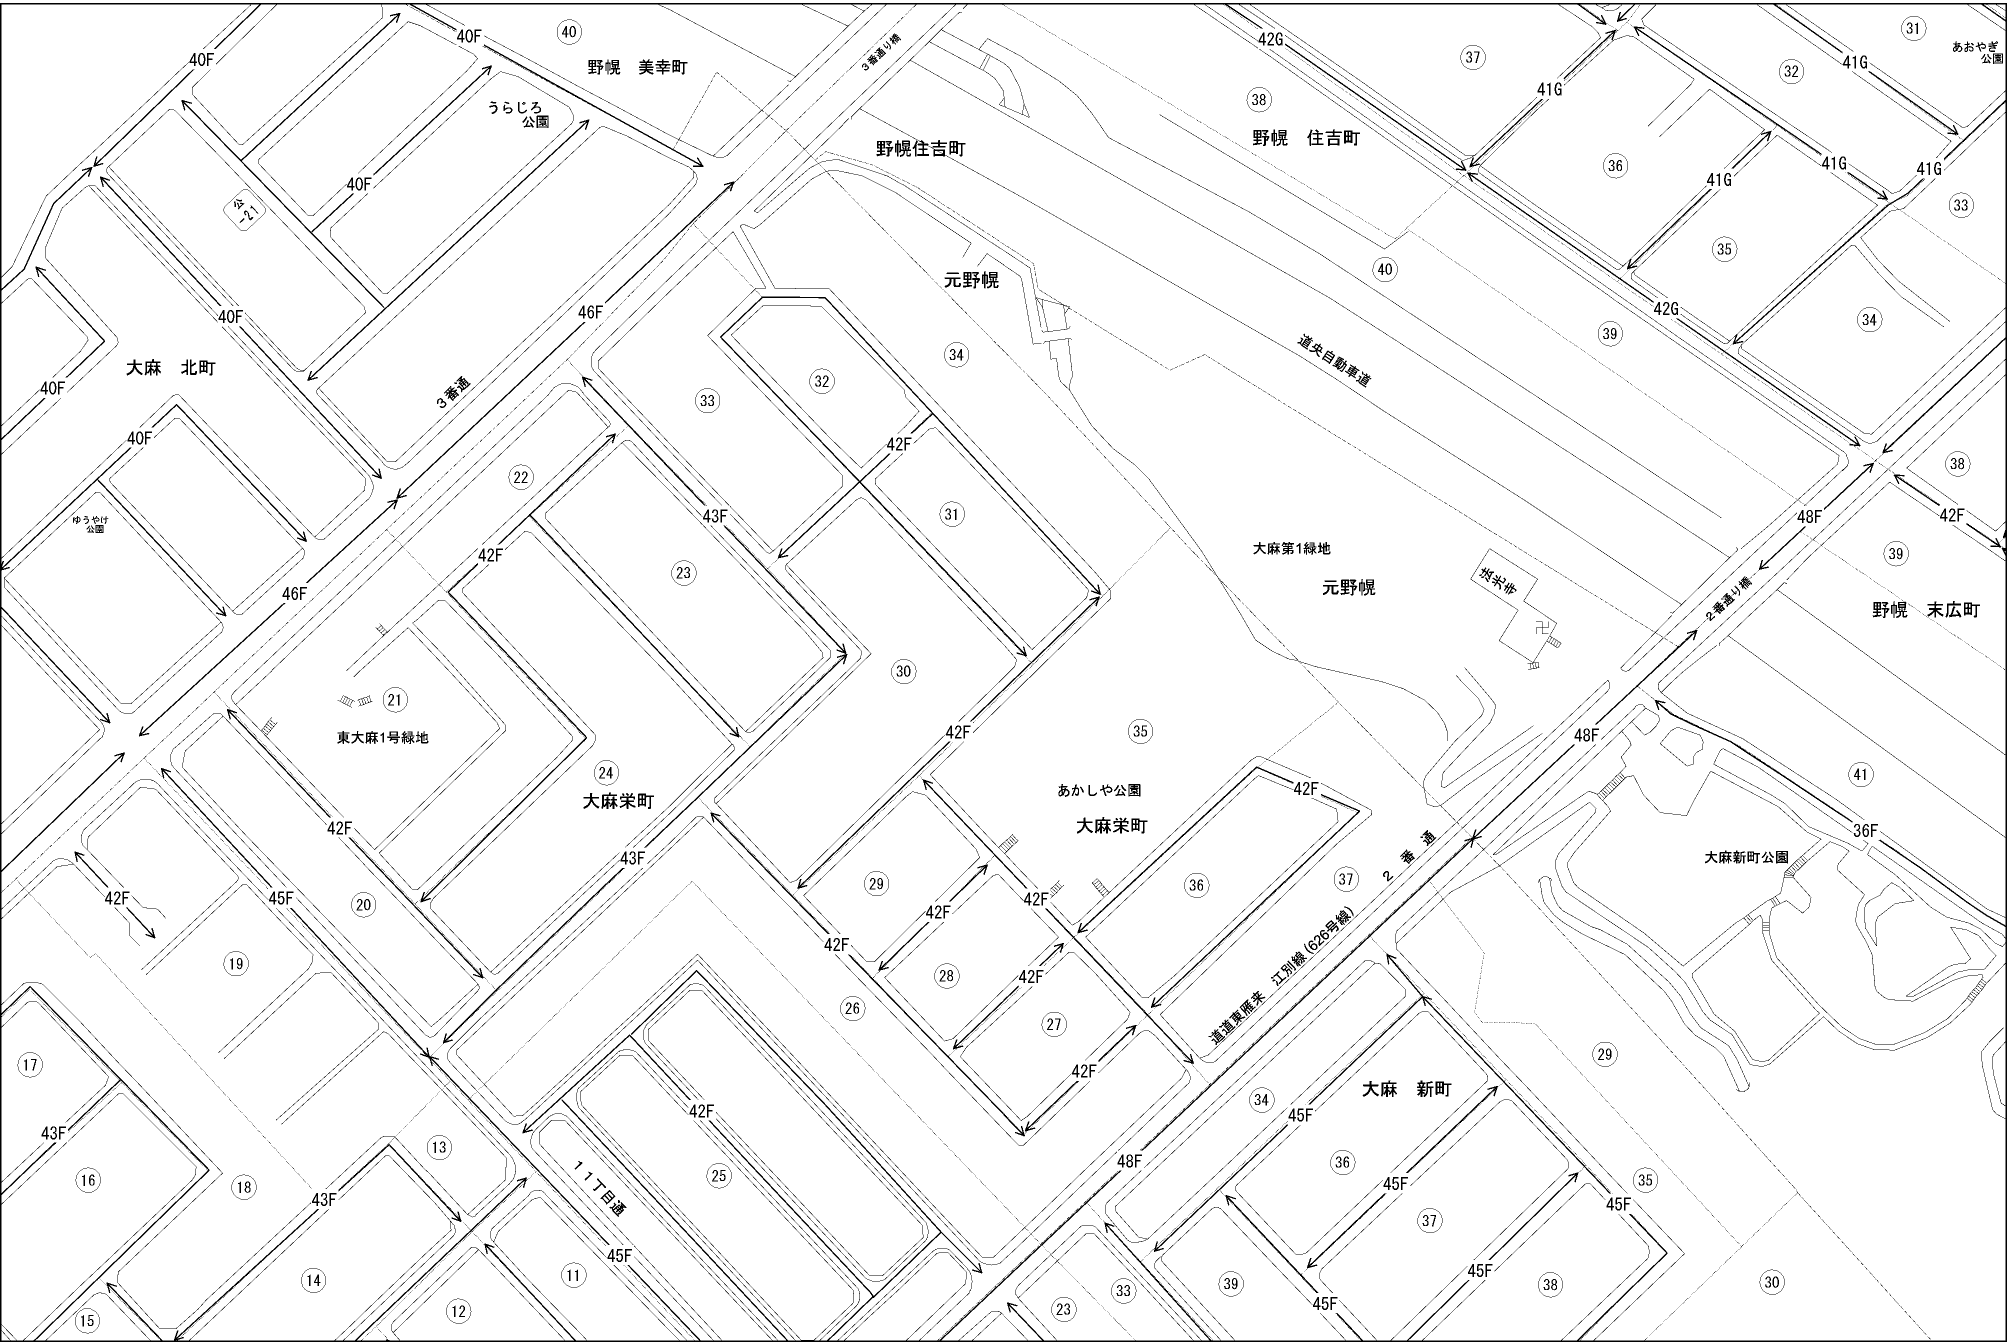 40F
40F
40
野幌　美幸町
3番通り橋
42G
37
31
あおやぎ
公園
32
41G
41G
38
うらじろ
公園
野幌住吉町
野幌　住吉町
36
41G
41G
41G
40F
40F
公
-21
33
35
元野幌
40
46F
42G
40F
39
34
道央自動車道
34
大麻　北町
40F
3番通
33
32
40F
42F
22
38
ゆうやけ
公園
43F
31
48F
42F
42F
大麻第1緑地
39
23
法光寺
元野幌
46F
2番通り橋
野幌　末広町
卍
30
21
東大麻1号緑地
42F
35
48F
24
大麻栄町
あかしや公園
42F
41
42F
大麻栄町
36F
43F
2番通
大麻新町公園
29
36
37
45F
20
42F
42F
42F
42F
道道東雁来　江別線(626号線)
19
28
42F
26
27
17
29
42F
大麻　新町
34
42F
45F
43F
13
48F
16
18
25
36
35
43F
11丁目通
45F
45F
37
45F
45F
14
11
39
33
38
30
12
23
45F
15